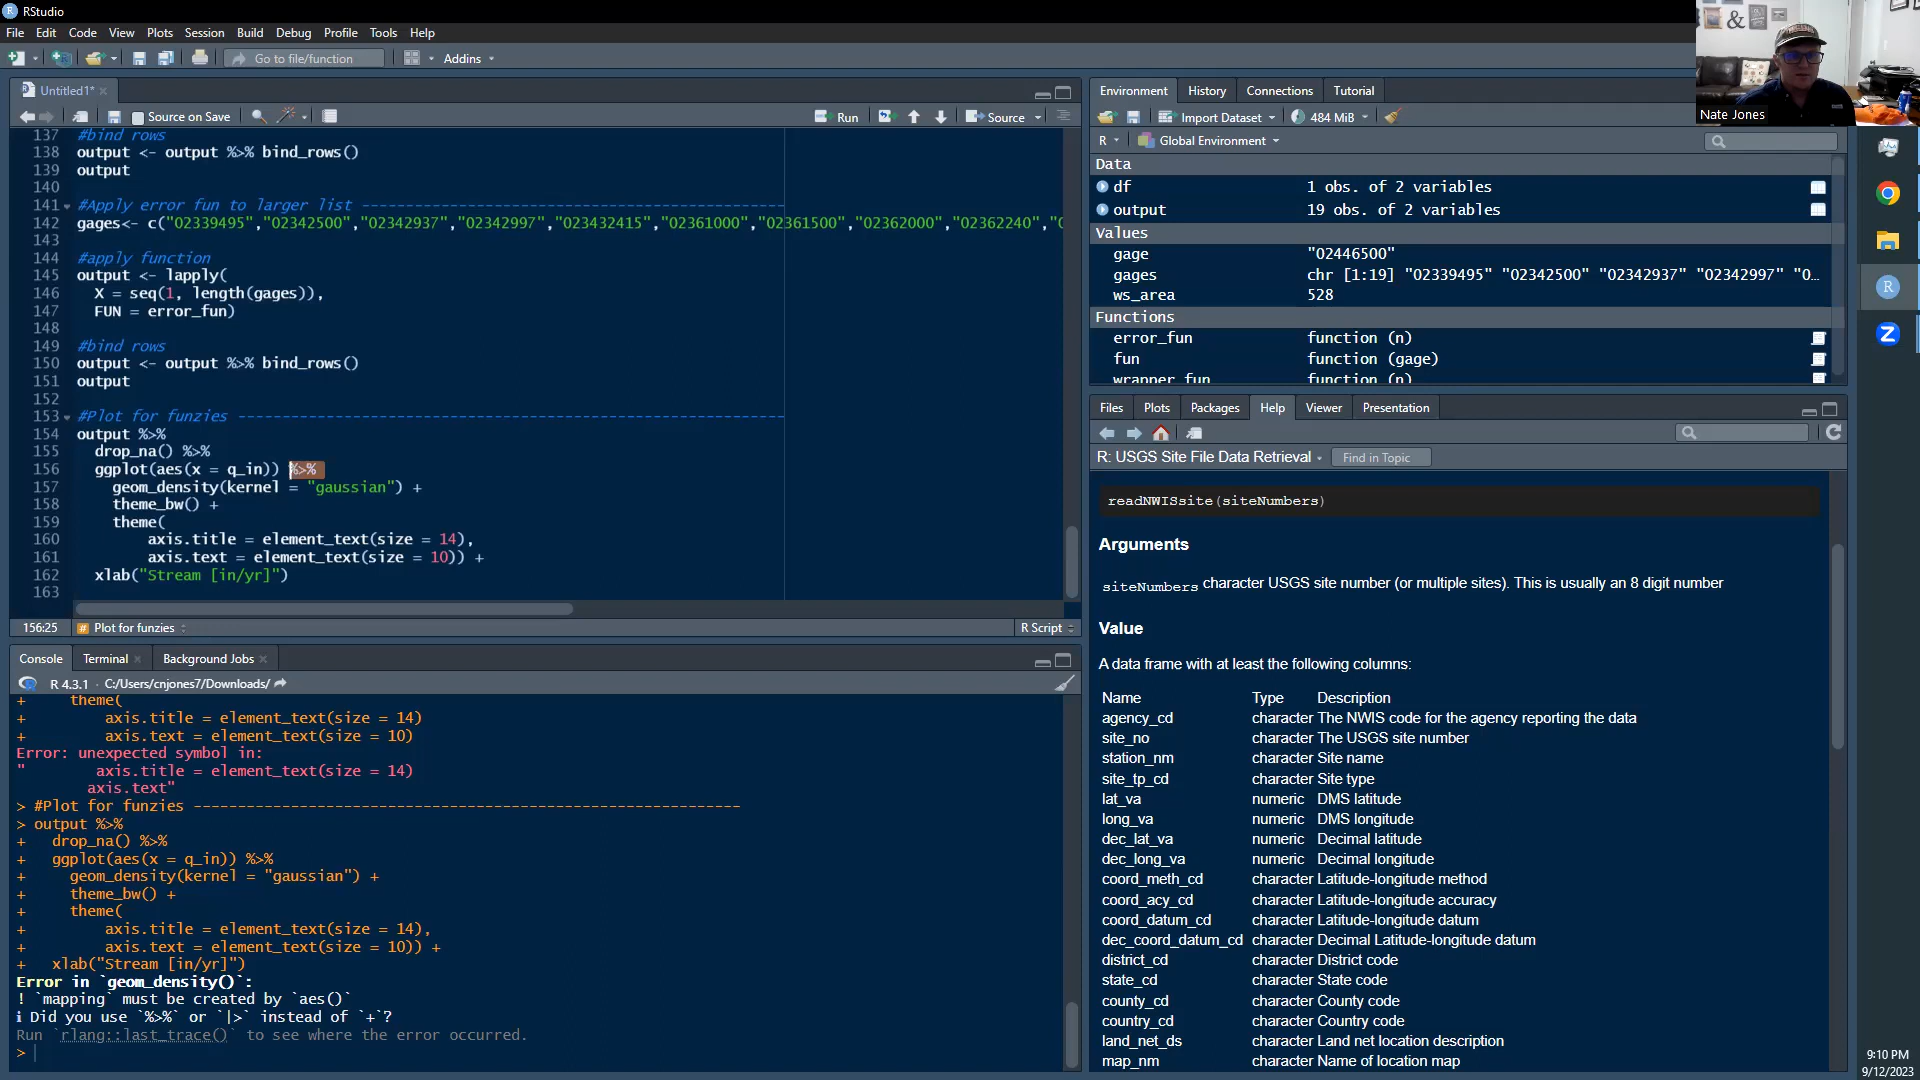 RStudio
File Edit Code View Plots Session Build Debug Profile Tools Help
Go to file/function Addins
Untitled1*
Source on Save Run Source
137 #bind rows
138 output <- output %>% bind_rows()
139 output
140
141 #Apply error fun to larger list ------------------------------------------------
142 gages<- c("02339495","02342500","02342937","02342997","023432415","02361000","02361500","02362000","02362240","0
143
144 #apply function
145 output <- lapply(
146 X = seq(1, length(gages)),
147 FUN = error_fun)
148
149 #bind rows
150 output <- output %>% bind_rows()
151 output
152
153 #Plot for funzies --------------------------------------------------------------
154 output %>%
155 drop_na() %>%
156 ggplot(aes(x = q_in)) %>%
157 geom_density(kernel = "gaussian") +
158 theme_bw() +
159 theme(
160 axis.title = element_text(size = 14),
161 axis.text = element_text(size = 10)) +
162 xlab("Stream [in/yr]")
163
156:25 # Plot for funzies R Script
Console Terminal Background Jobs
R 4.3.1 · C:/Users/cnjones7/Downloads/
+ theme(
+ axis.title = element_text(size = 14)
+ axis.text = element_text(size = 10)
Error: unexpected symbol in:
" axis.title = element_text(size = 14)
axis.text"
> #Plot for funzies --------------------------------------------------------------
> output %>%
+ drop_na() %>%
+ ggplot(aes(x = q_in)) %>%
+ geom_density(kernel = "gaussian") +
+ theme_bw() +
+ theme(
+ axis.title = element_text(size = 14),
+ axis.text = element_text(size = 10)) +
+ xlab("Stream [in/yr]")
Error in `geom_density()`:
! `mapping` must be created by `aes()`
ℹ Did you use `%>%` or `|>` instead of `+`?
Run `rlang::last_trace()` to see where the error occurred.
>
Environment History Connections Tutorial
Import Dataset 484 MiB
R Global Environment
Data
df 1 obs. of 2 variables
output 19 obs. of 2 variables
Values
gage "02446500"
gages chr [1:19] "02339495" "02342500" "02342937" "02342997" "0…
ws_area 528
Functions
error_fun function (n)
fun function (gage)
wrapper_fun function (n)
Files Plots Packages Help Viewer Presentation
R: USGS Site File Data Retrieval Find in Topic
readNWISsite(siteNumbers)
Arguments
siteNumbers character USGS site number (or multiple sites). This is usually an 8 digit number
Value
A data frame with at least the following columns:
Name Type Description
agency_cd character The NWIS code for the agency reporting the data
site_no character The USGS site number
station_nm character Site name
site_tp_cd character Site type
lat_va numeric DMS latitude
long_va numeric DMS longitude
dec_lat_va numeric Decimal latitude
dec_long_va numeric Decimal longitude
coord_meth_cd character Latitude-longitude method
coord_acy_cd character Latitude-longitude accuracy
coord_datum_cd character Latitude-longitude datum
dec_coord_datum_cd character Decimal Latitude-longitude datum
district_cd character District code
state_cd character State code
county_cd character County code
country_cd character Country code
land_net_ds character Land net location description
map_nm character Name of location map
&
Nate Jones
R
Z
9:10 PM
9/12/2023